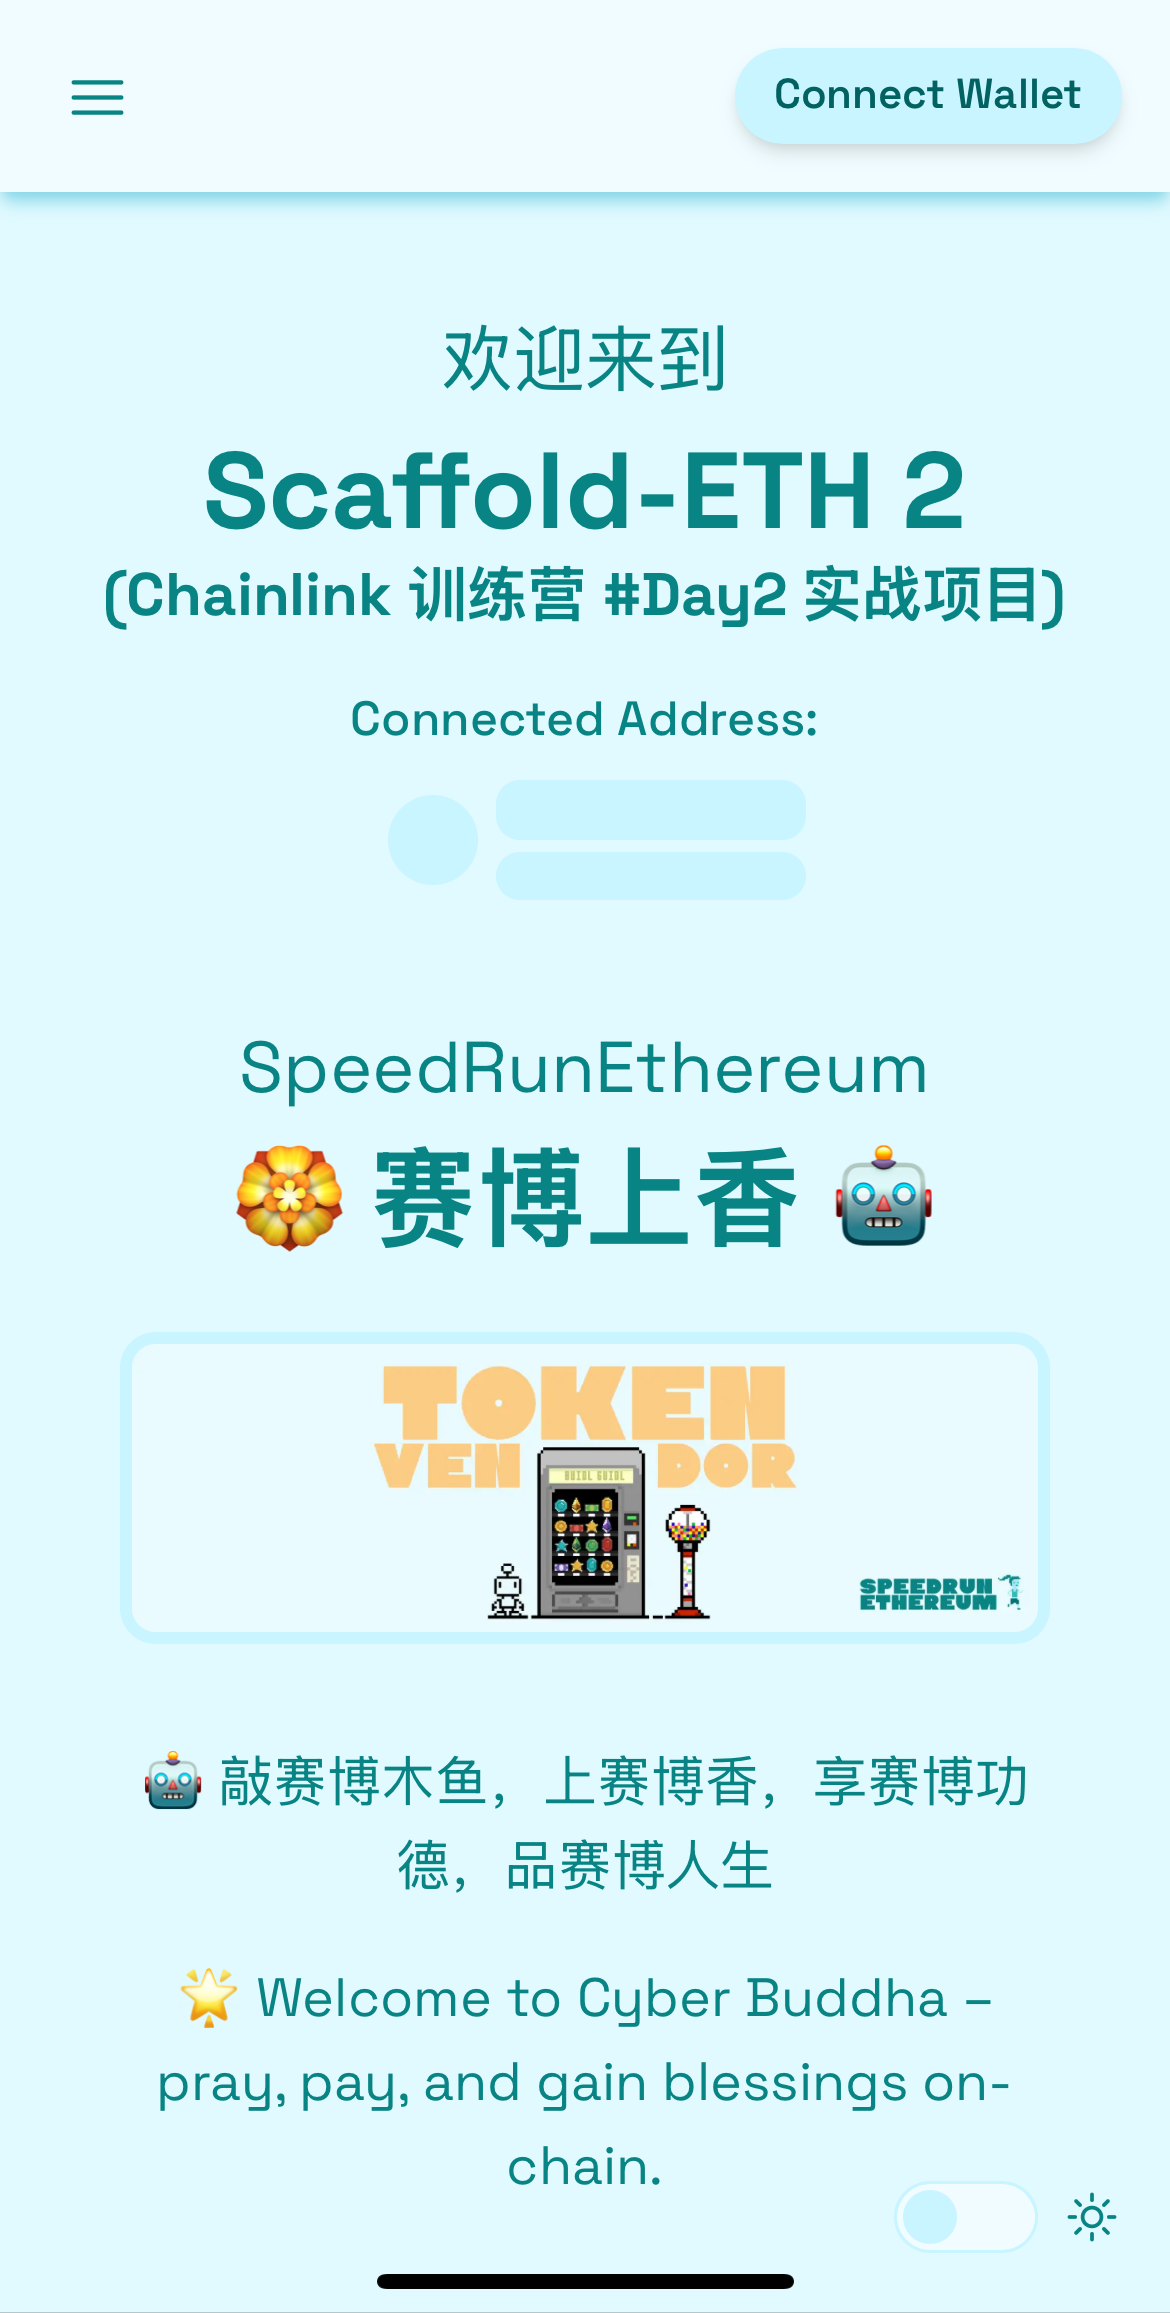 Connect Wallet
欢迎来到
Scaffold-ETH 2
(Chainlink 训练营 #Day2 实战项目)
Connected Address:
SpeedRunEthereum
🏵️ 赛博上香 🤖
TOKEN
VENDOR
BUIDL GUIDL
SPEEDRUN
ETHEREUM
🤖 敲赛博木鱼，上赛博香，享赛博功
德，品赛博人生
🌟 Welcome to Cyber Buddha –
pray, pay, and gain blessings on-
chain.